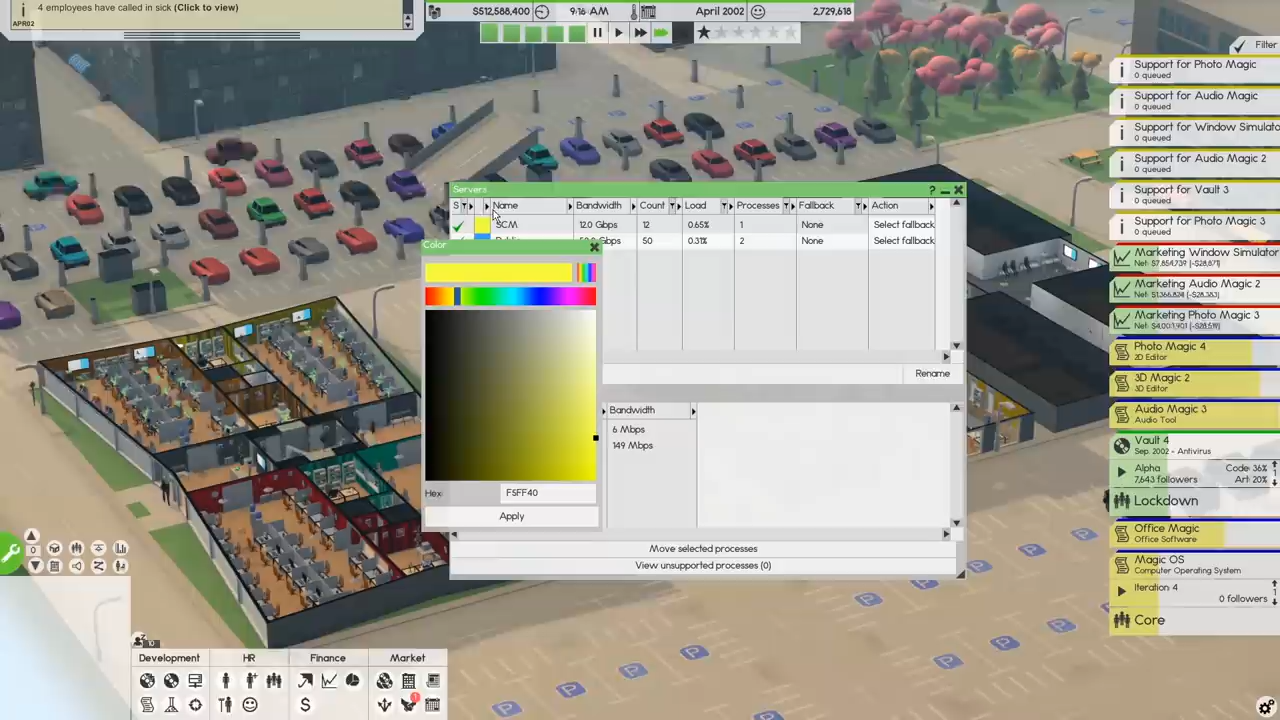 4 employees have called in sick (Click to view)
APR02
$512,588,400
9:16 AM
April 2002
2,729,618
Filter
Support for Photo Magic
0 queued
Support for Audio Magic
0 queued
Support for Window Simulato
0 queued
Support for Audio Magic 2
0 queued
Support for Vault 3
0 queued
Support for Photo Magic 3
0 queued
Marketing Window Simulator
Marketing Audio Magic 2
Marketing Photo Magic 3
Photo Magic 4
2D Editor
3D Magic 2
3D Editor
Audio Magic 3
Audio Tool
Vault 4
Sep. 2002 - Antivirus
Alpha
Code: 36%
7,643 followers
Art: 20%
Lockdown
Office Magic
Office Software
Magic OS
Computer Operating System
Iteration 4
0 followers
Core
Servers
?
S
Name
Bandwidth
Count
Load
Processes
Fallback
Action
SCM
12.0 Gbps
12
0.65%
1
None
Select fallback
Gbps
50
0.31%
2
None
Select fallback
Rename
Bandwidth
6 Mbps
149 Mbps
Move selected processes
View unsupported processes (0)
Color
Hex
F5FF40
Apply
Development
HR
Finance
Market